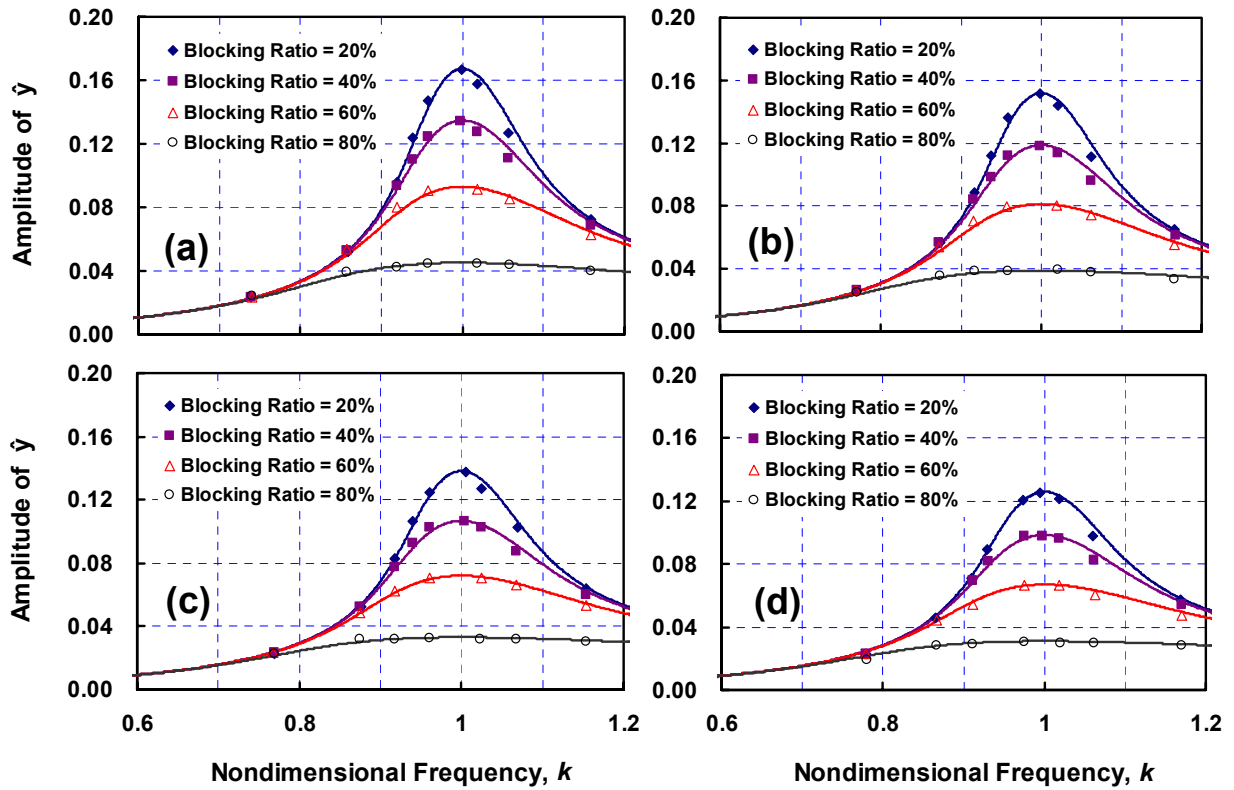 0.20
0.16
0.12
0.08
0.04
0.00
Amplitude of ŷ
Blocking Ratio = 20%
Blocking Ratio = 40%
Blocking Ratio = 60%
Blocking Ratio = 80%
(a)
0.6
0.8
1
1.2
0.20
0.16
0.12
0.08
0.04
0.00
Blocking Ratio = 20%
Blocking Ratio = 40%
Blocking Ratio = 60%
Blocking Ratio = 80%
(b)
0.6
0.8
1
1.2
0.20
0.16
0.12
0.08
0.04
0.00
Amplitude of ŷ
Blocking Ratio = 20%
Blocking Ratio = 40%
Blocking Ratio = 60%
Blocking Ratio = 80%
(c)
0.6
0.8
1
1.2
Nondimensional Frequency, k
0.20
0.16
0.12
0.08
0.04
0.00
Blocking Ratio = 20%
Blocking Ratio = 40%
Blocking Ratio = 60%
Blocking Ratio = 80%
(d)
0.6
0.8
1
1.2
Nondimensional Frequency, k